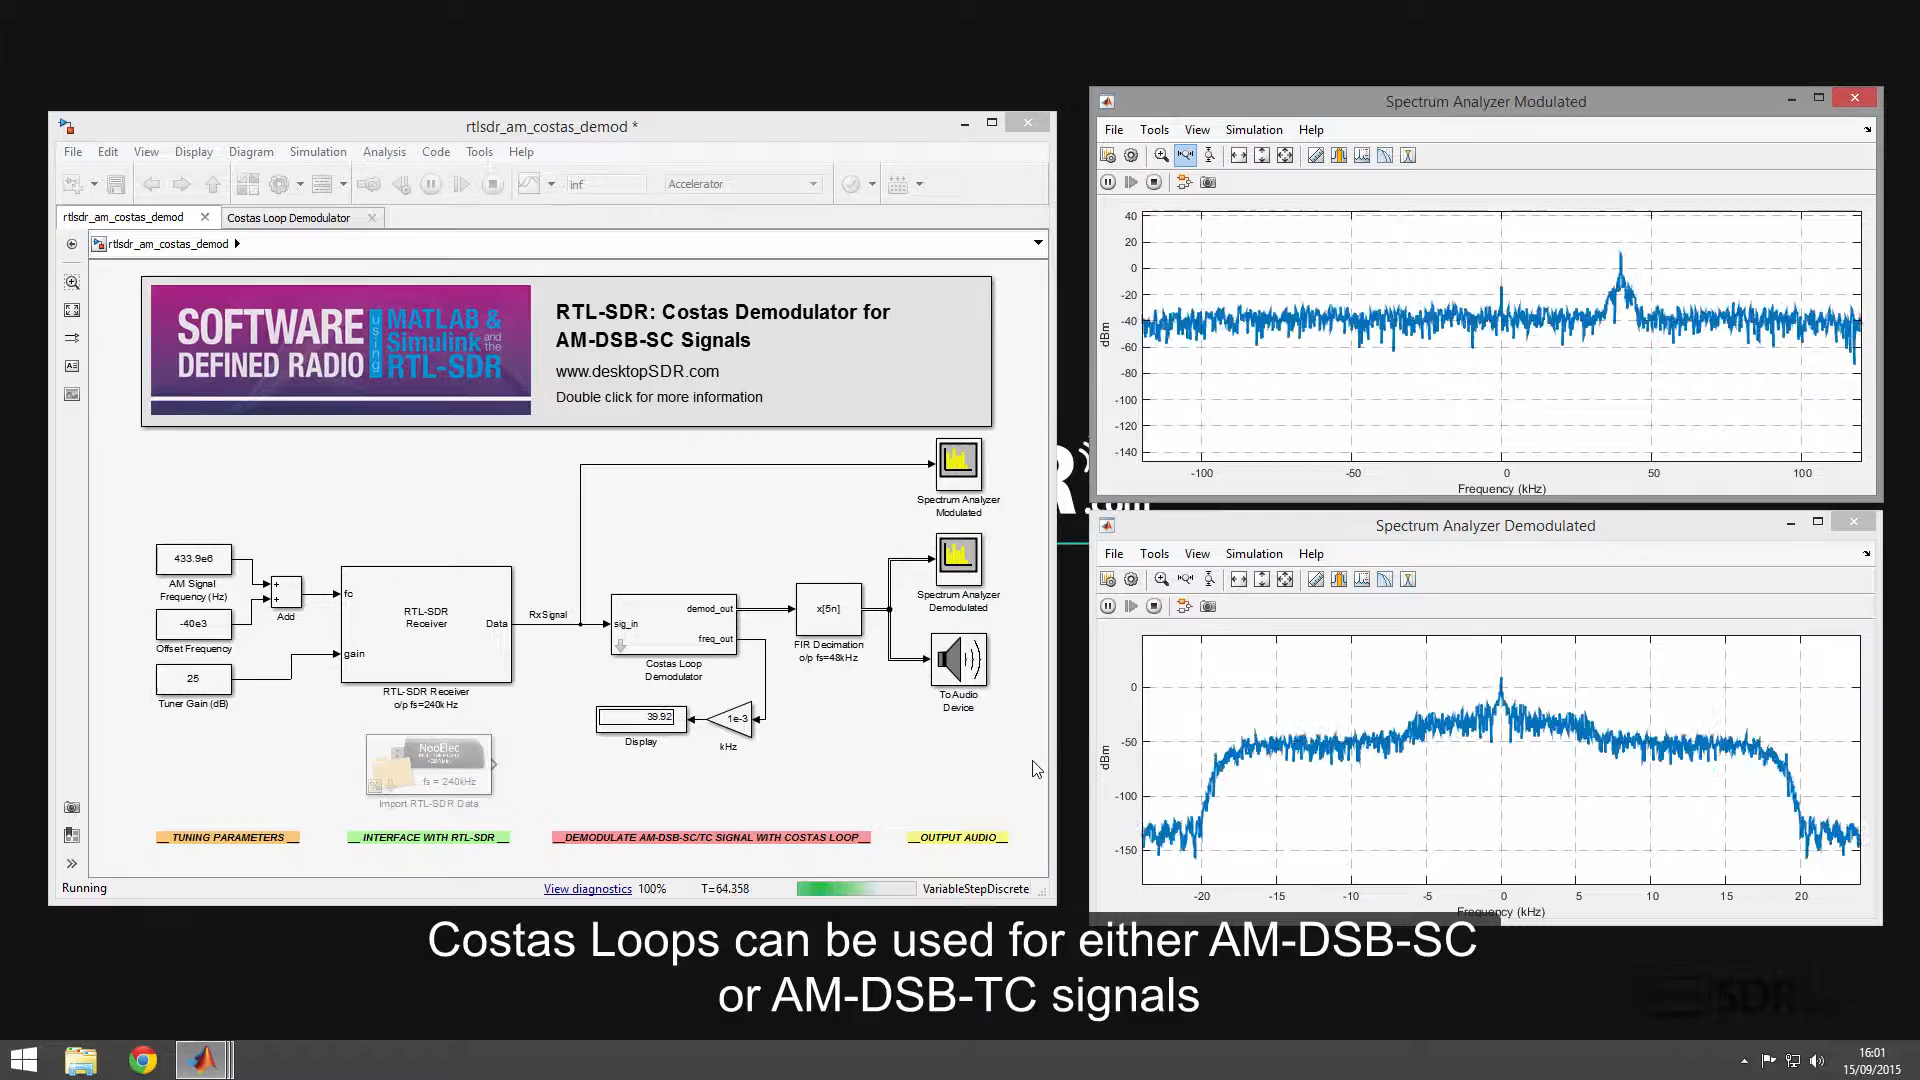 rtlsdr_am_costas_demod *
File Edit View Display Diagram Simulation Analysis Code Tools Help
inf
Accelerator
rtlsdr_am_costas_demod
Costas Loop Demodulator
rtlsdr_am_costas_demod
SOFTWARE
DEFINED RADIO
using
MATLAB &
Simulink and the
RTL-SDR
RTL-SDR: Costas Demodulator for
AM-DSB-SC Signals
www.desktopSDR.com
Double click for more information
Spectrum Analyzer
Modulated
433.9e6
AM Signal
Frequency (Hz)
-40e3
Offset Frequency
25
Tuner Gain (dB)
+
+
Add
fc
gain
RTL-SDR
Receiver
Data
RTL-SDR Receiver
o/p fs=240kHz
RxSignal
sig_in
demod_out
freq_out
Costas Loop
Demodulator
x[5n]
FIR Decimation
o/p fs=48kHz
Spectrum Analyzer
Demodulated
To Audio
Device
39.92
Display
1e-3
kHz
NooElec
fs = 240kHz
Import RTL-SDR Data
TUNING PARAMETERS
INTERFACE WITH RTL-SDR
DEMODULATE AM-DSB-SC/TC SIGNAL WITH COSTAS LOOP
OUTPUT AUDIO
Running
View diagnostics 100% T=64.358 VariableStepDiscrete
Spectrum Analyzer Modulated
File Tools View Simulation Help
40
20
0
-20
-40
-60
-80
-100
-120
-140
dBm
-100 -50 0 50 100
Frequency (kHz)
R
.com
Spectrum Analyzer Demodulated
File Tools View Simulation Help
0
-50
-100
-150
dBm
-20 -15 -10 -5 0 5 10 15 20
Frequency (kHz)
Costas Loops can be used for either AM-DSB-SC
or AM-DSB-TC signals
SDR
16:01
15/09/2015